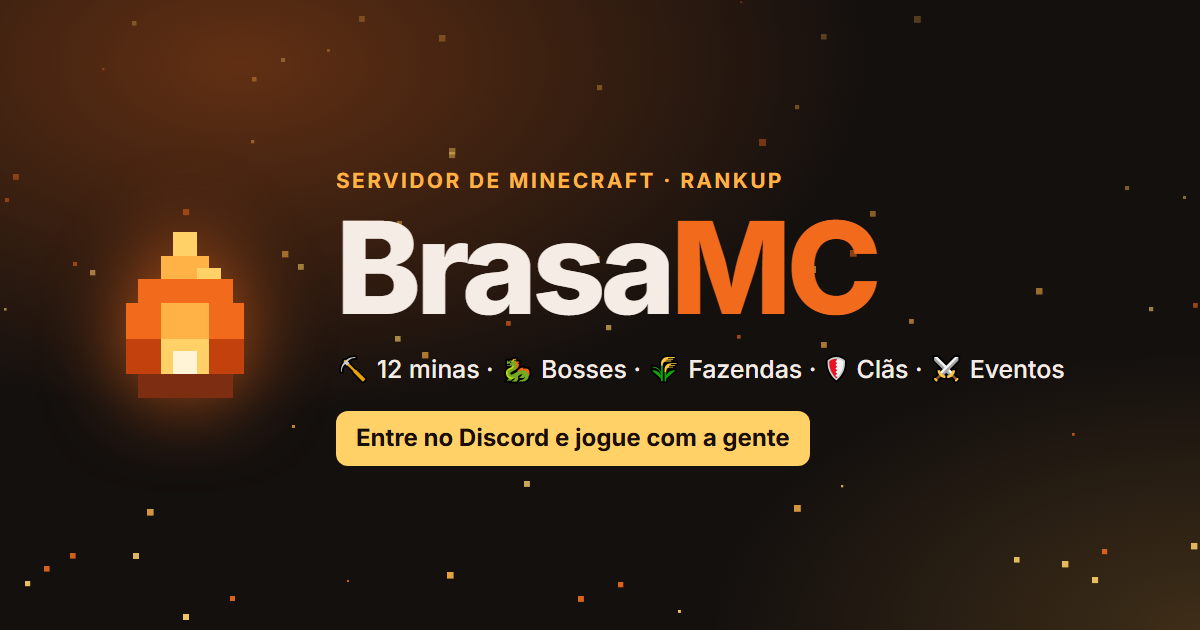 SERVIDOR DE MINECRAFT · RANKUP
BrasaMC
⛏️ 12 minas · 🐉 Bosses · 🌾 Fazendas · 🛡️ Clãs · ⚔️ Eventos
Entre no Discord e jogue com a gente